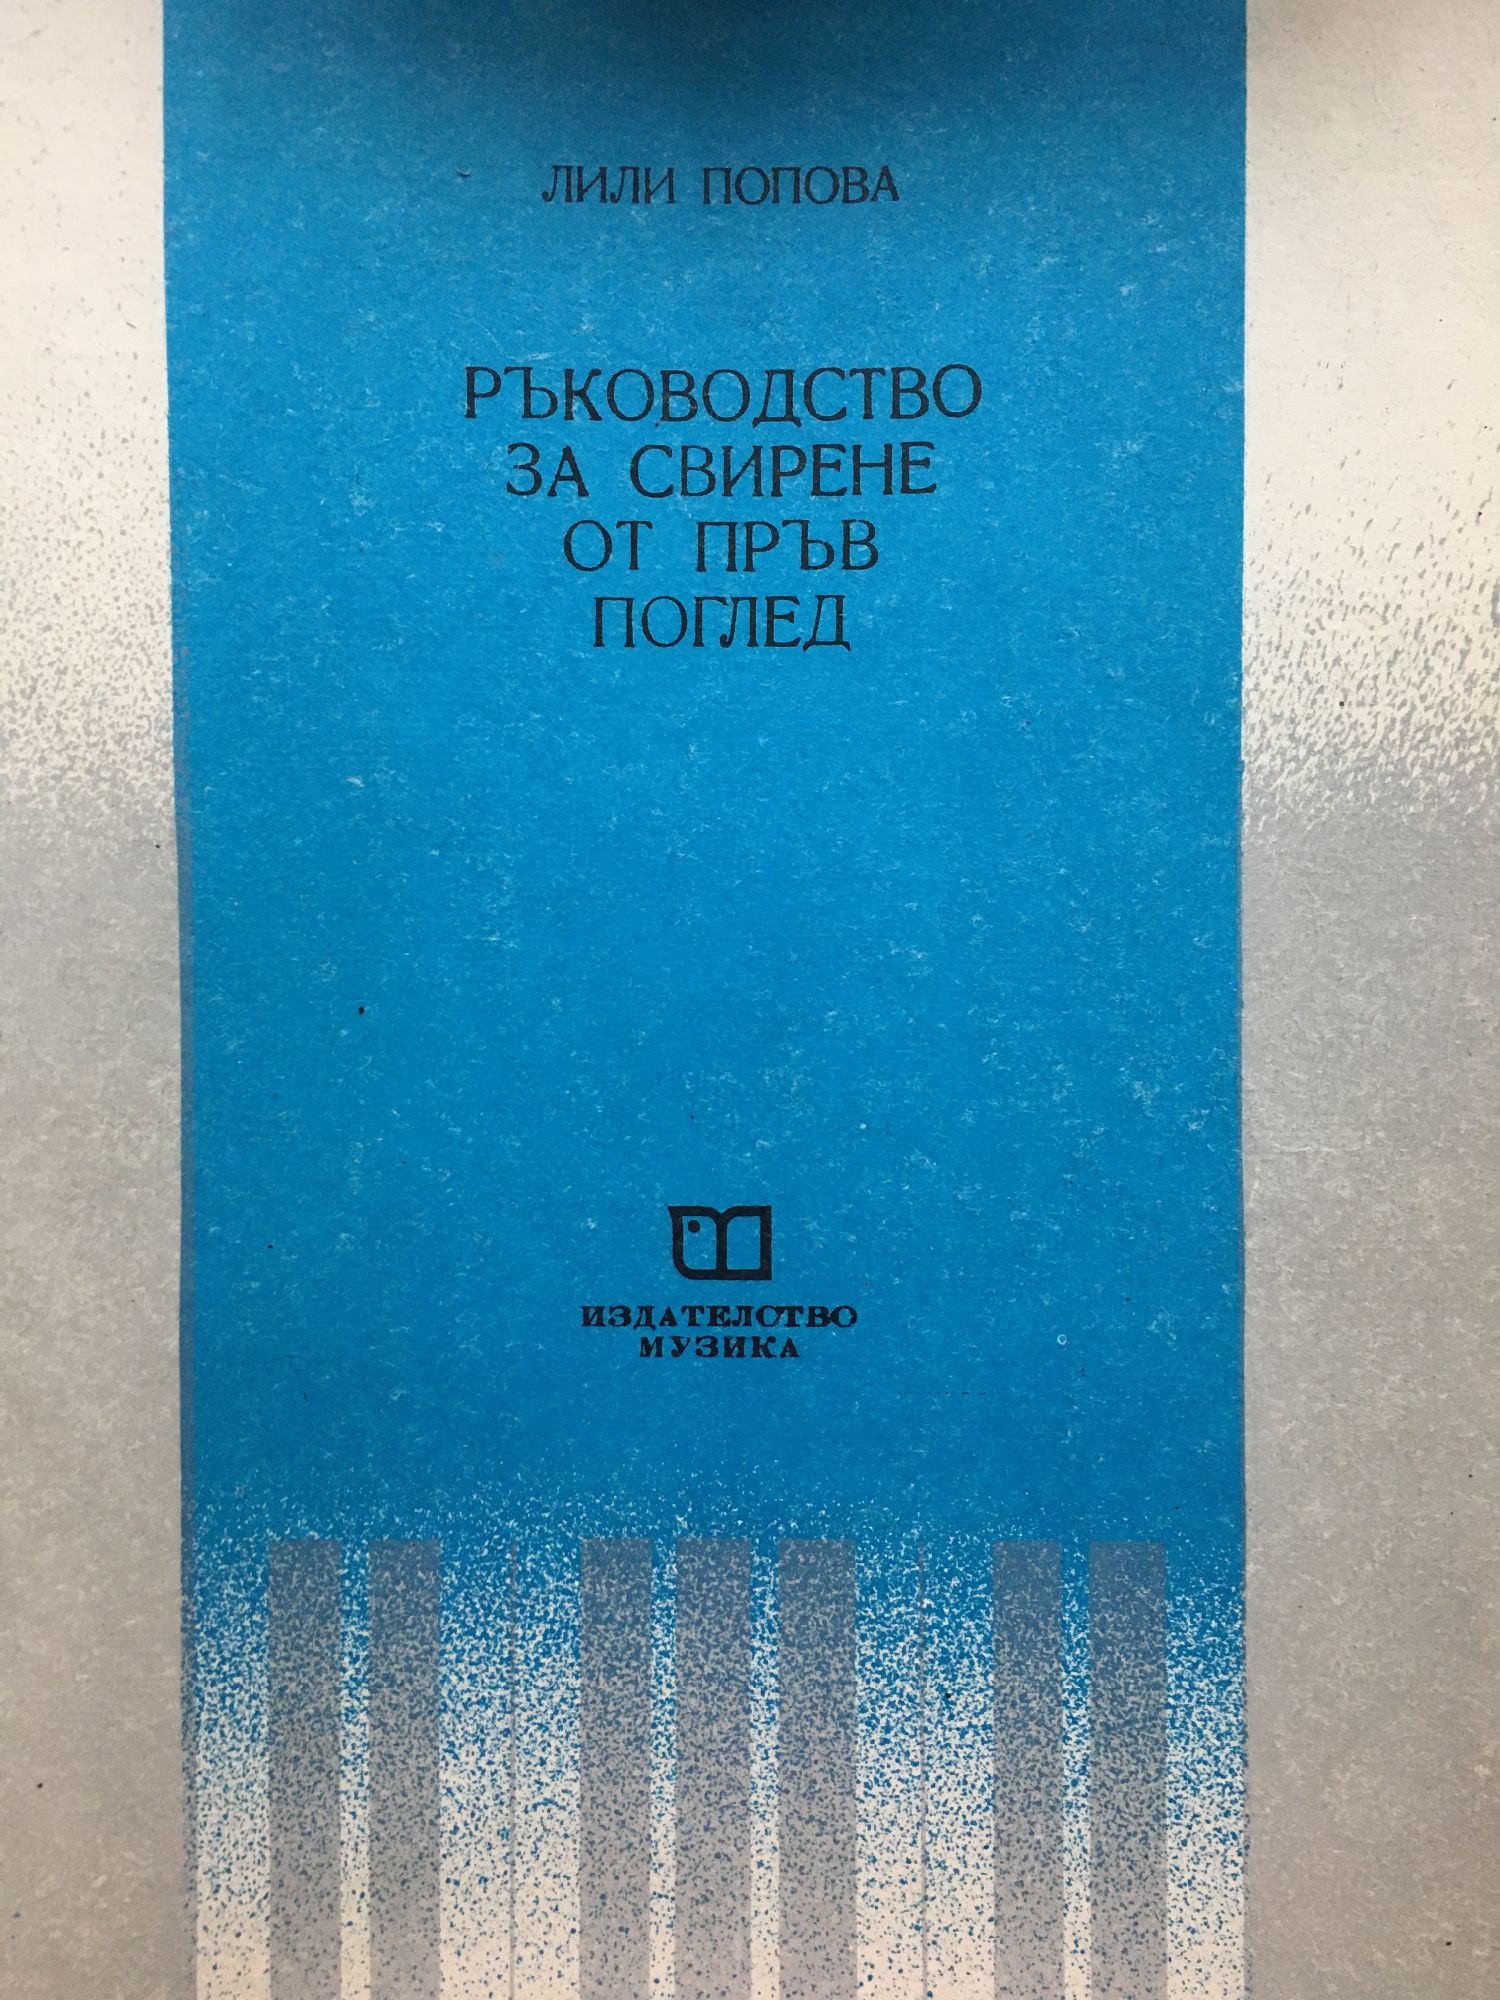 ЛИЛИ ПОПОВА
РЪКОВОДСТВО
ЗА СВИРЕНЕ
ОТ ПРЪВ
ПОГЛЕД
ИЗДАТЕЛСТВО
МУЗИКА